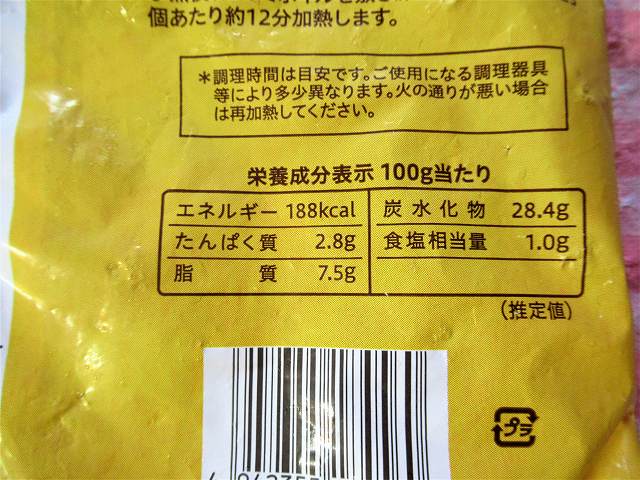 個あたり約12分加熱します。
＊調理時間は目安です。ご使用になる調理器具
等により多少異なります。火の通りが悪い場合
は再加熱してください。
栄養成分表示 100g当たり
エネルギー 188kcal
たんぱく質 2.8g
脂質 7.5g
炭水化物 28.4g
食塩相当量 1.0g
（推定値）
プラ